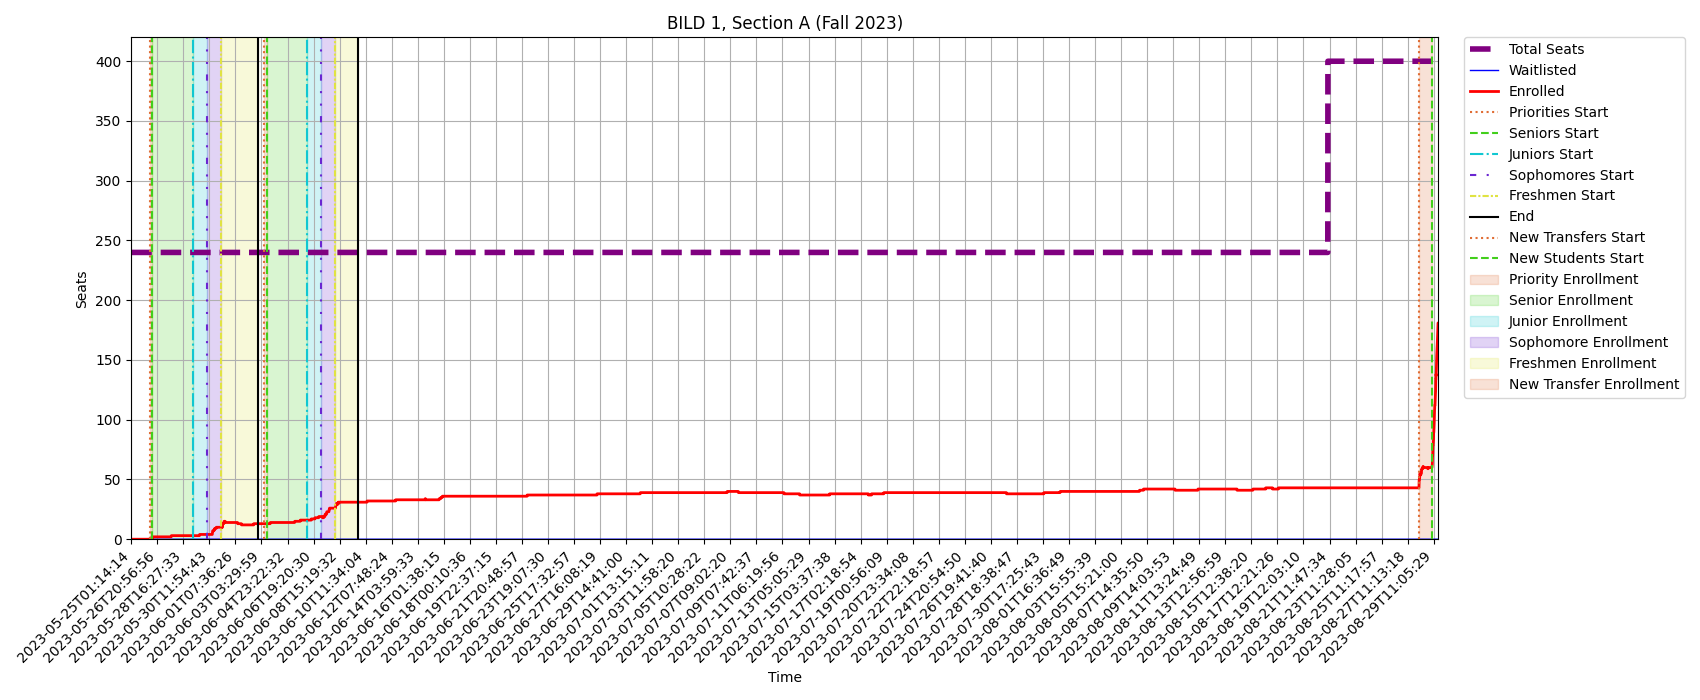 BILD 1, Section A (Fall 2023)
Seats
400
350
300
250
200
150
100
50
0
2023-05-25T01:14:14
2023-05-26T20:56:56
2023-05-28T16:27:33
2023-05-30T11:54:43
2023-06-01T07:36:26
2023-06-03T03:29:59
2023-06-04T23:22:32
2023-06-06T19:20:30
2023-06-08T15:19:32
2023-06-10T11:34:04
2023-06-12T07:48:24
2023-06-14T03:59:33
2023-06-16T01:38:15
2023-06-18T00:10:36
2023-06-19T22:37:15
2023-06-21T20:48:57
2023-06-23T19:07:30
2023-06-25T17:32:57
2023-06-27T16:08:19
2023-06-29T14:41:00
2023-07-01T13:15:11
2023-07-03T11:58:20
2023-07-05T10:28:22
2023-07-07T09:02:20
2023-07-09T07:42:37
2023-07-11T06:19:56
2023-07-13T05:05:29
2023-07-15T03:37:38
2023-07-17T02:18:54
2023-07-19T00:56:09
2023-07-20T23:34:08
2023-07-22T22:18:57
2023-07-24T20:54:50
2023-07-26T19:41:40
2023-07-28T18:38:47
2023-07-30T17:25:43
2023-08-01T16:36:49
2023-08-03T15:55:39
2023-08-05T15:21:00
2023-08-07T14:35:50
2023-08-09T14:03:53
2023-08-11T13:24:49
2023-08-13T12:56:59
2023-08-15T12:38:20
2023-08-17T12:21:26
2023-08-19T12:03:10
2023-08-21T11:47:34
2023-08-23T11:28:05
2023-08-25T11:17:57
2023-08-27T11:13:18
2023-08-29T11:05:29
Time
Total Seats
Waitlisted
Enrolled
Priorities Start
Seniors Start
Juniors Start
Sophomores Start
Freshmen Start
End
New Transfers Start
New Students Start
Priority Enrollment
Senior Enrollment
Junior Enrollment
Sophomore Enrollment
Freshmen Enrollment
New Transfer Enrollment